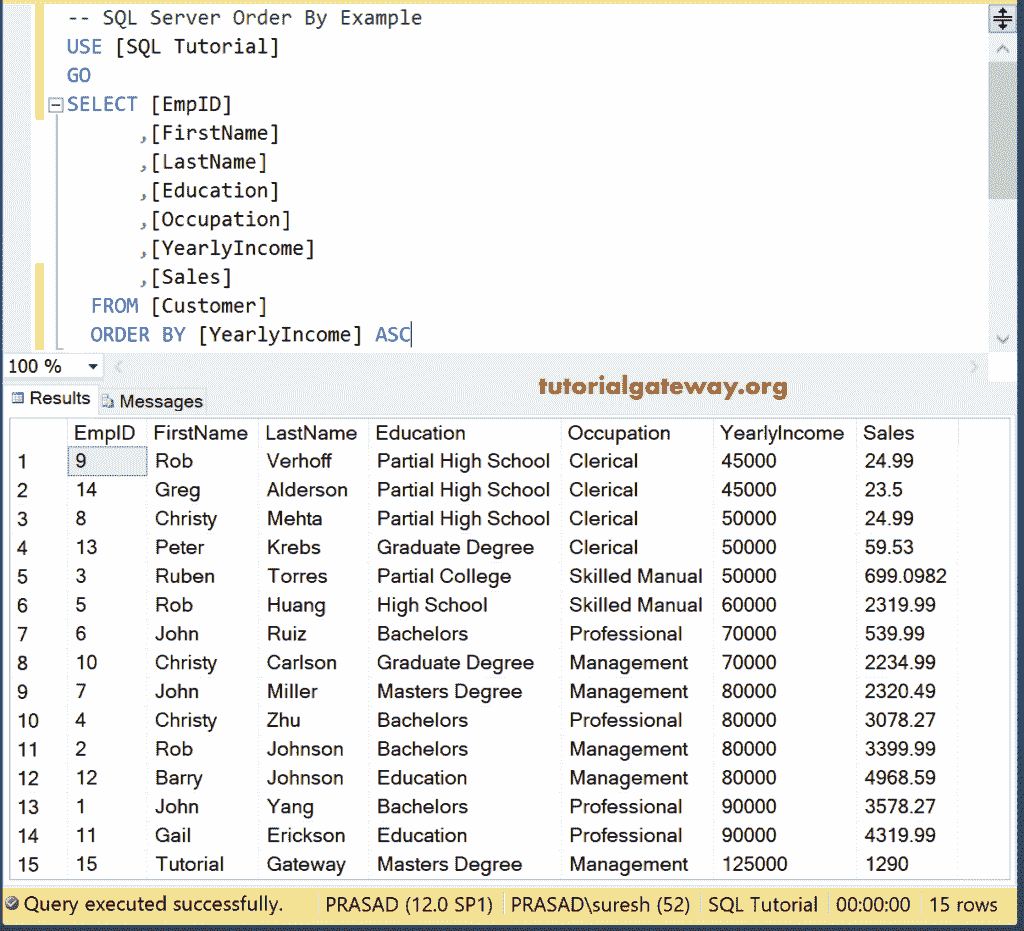 -- SQL Server Order By Example
USE [SQL Tutorial]
GO
SELECT [EmpID]
,[FirstName]
,[LastName]
,[Education]
,[Occupation]
,[YearlyIncome]
,[Sales]
FROM [Customer]
ORDER BY [YearlyIncome] ASC
100 %
tutorialgateway.org
Results Messages
EmpID FirstName LastName Education Occupation YearlyIncome Sales
1 9 Rob Verhoff Partial High School Clerical 45000 24.99
2 14 Greg Alderson Partial High School Clerical 45000 23.5
3 8 Christy Mehta Partial High School Clerical 50000 24.99
4 13 Peter Krebs Graduate Degree Clerical 50000 59.53
5 3 Ruben Torres Partial College Skilled Manual 50000 699.0982
6 5 Rob Huang High School Skilled Manual 60000 2319.99
7 6 John Ruiz Bachelors Professional 70000 539.99
8 10 Christy Carlson Graduate Degree Management 70000 2234.99
9 7 John Miller Masters Degree Management 80000 2320.49
10 4 Christy Zhu Bachelors Professional 80000 3078.27
11 2 Rob Johnson Bachelors Management 80000 3399.99
12 12 Barry Johnson Education Management 80000 4968.59
13 1 John Yang Bachelors Professional 90000 3578.27
14 11 Gail Erickson Education Professional 90000 4319.99
15 15 Tutorial Gateway Masters Degree Management 125000 1290
Query executed successfully. PRASAD (12.0 SP1) PRASAD\suresh (52) SQL Tutorial 00:00:00 15 rows